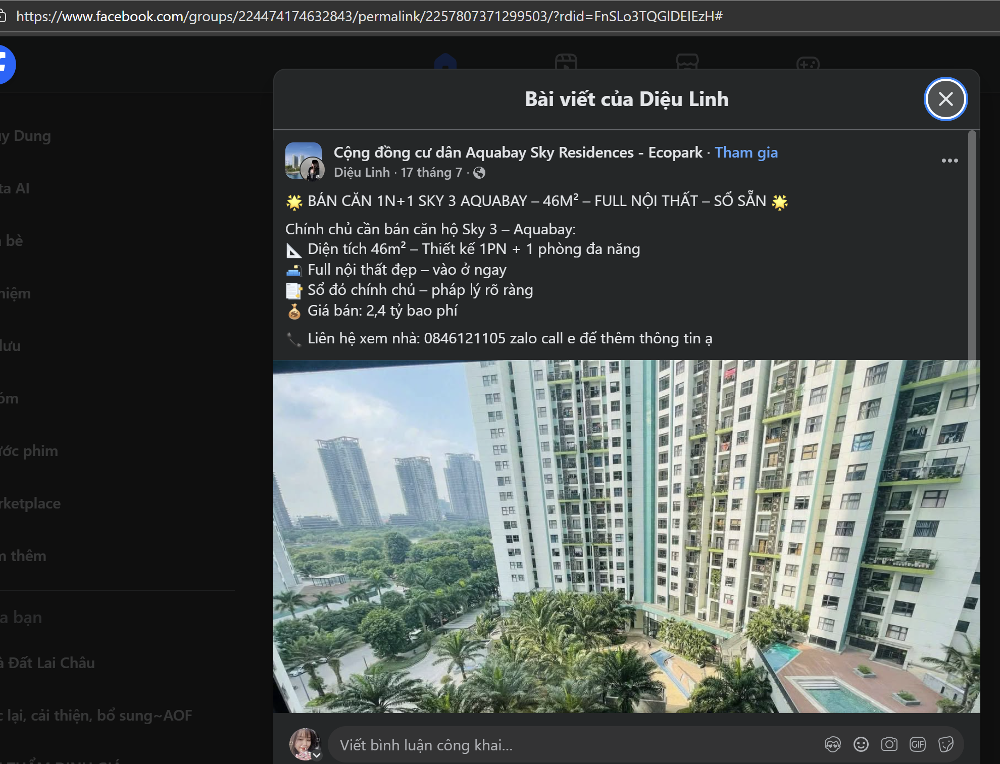 https://www.facebook.com/groups/224474174632843/permalink/2257807371299503/?rdid=FnSLo3TQGlDEIEzH#
Bài viết của Diệu Linh
Cộng đồng cư dân Aquabay Sky Residences - Ecopark · Tham gia
Diệu Linh · 17 tháng 7 ·
🌟 BÁN CĂN 1N+1 SKY 3 AQUABAY – 46M² – FULL NỘI THẤT – SỔ SẴN 🌟
Chính chủ cần bán căn hộ Sky 3 – Aquabay:
📐 Diện tích 46m² – Thiết kế 1PN + 1 phòng đa năng
🛋️ Full nội thất đẹp – vào ở ngay
📑 Sổ đỏ chính chủ – pháp lý rõ ràng
💰 Giá bán: 2,4 tỷ bao phí
📞 Liên hệ xem nhà: 0846121105 zalo call e để thêm thông tin ạ
Dung
AI
bè
lưu
phim
thêm
bạn
Đất Lai Châu
lại, cải thiện, bổ sung~AOF
Viết bình luận công khai...
GIF